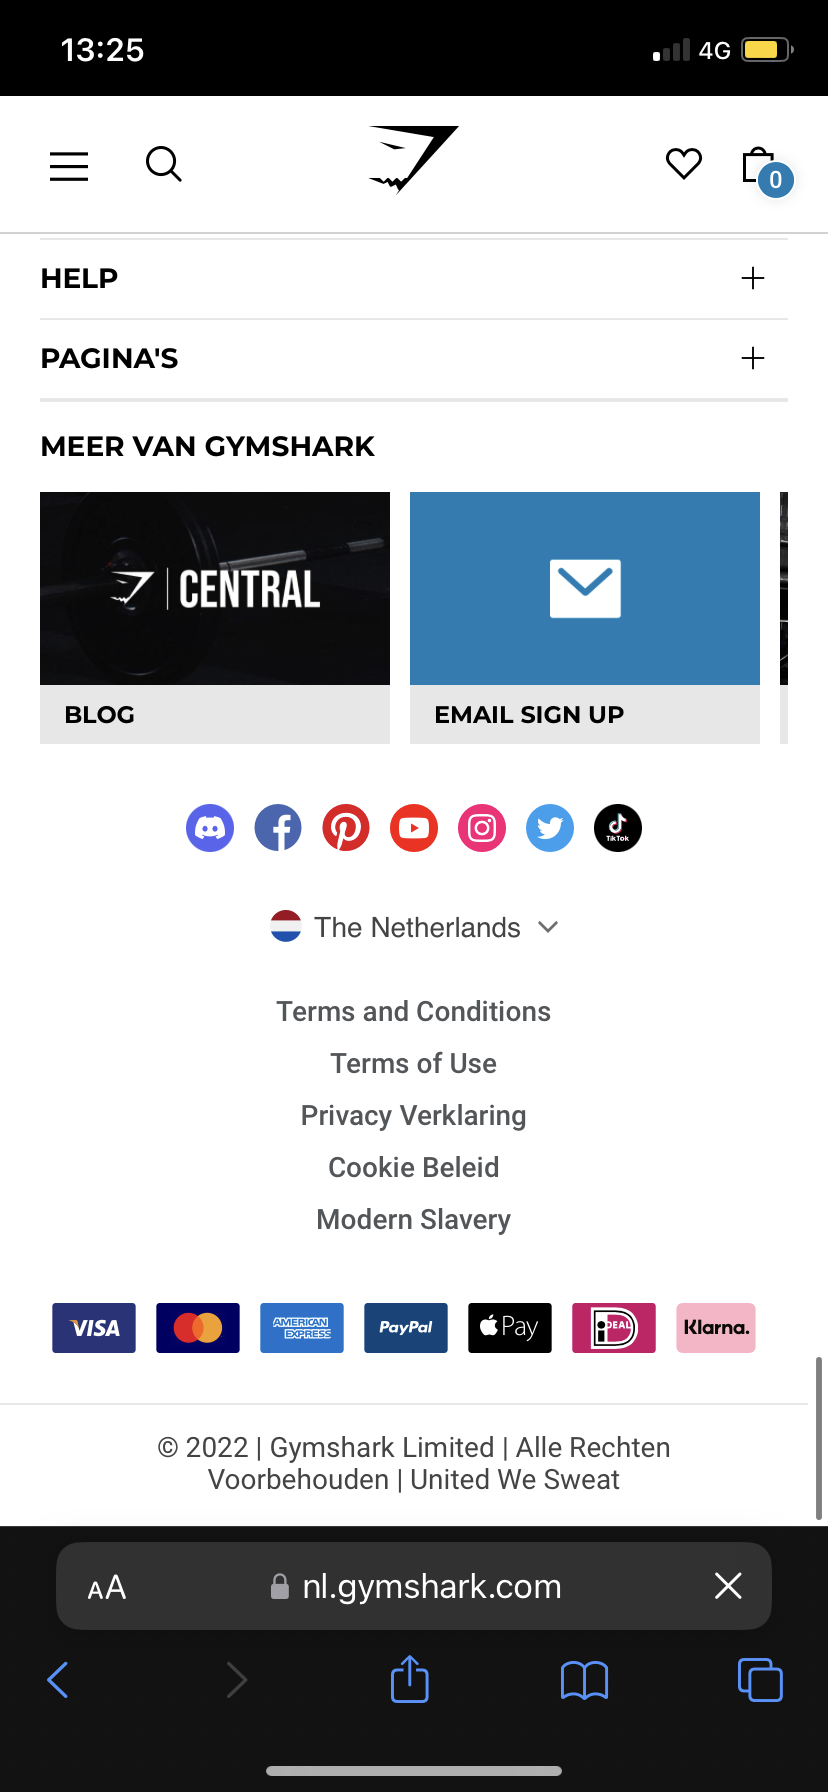 13:25
4G
0
HELP
PAGINA'S
MEER VAN GYMSHARK
CENTRAL
BLOG
EMAIL SIGN UP
TikTok
The Netherlands
Terms and Conditions
Terms of Use
Privacy Verklaring
Cookie Beleid
Modern Slavery
VISA
AMERICAN
EXPRESS
PayPal
Pay
iDEAL
Klarna.
© 2022 | Gymshark Limited | Alle Rechten
Voorbehouden | United We Sweat
AA
nl.gymshark.com